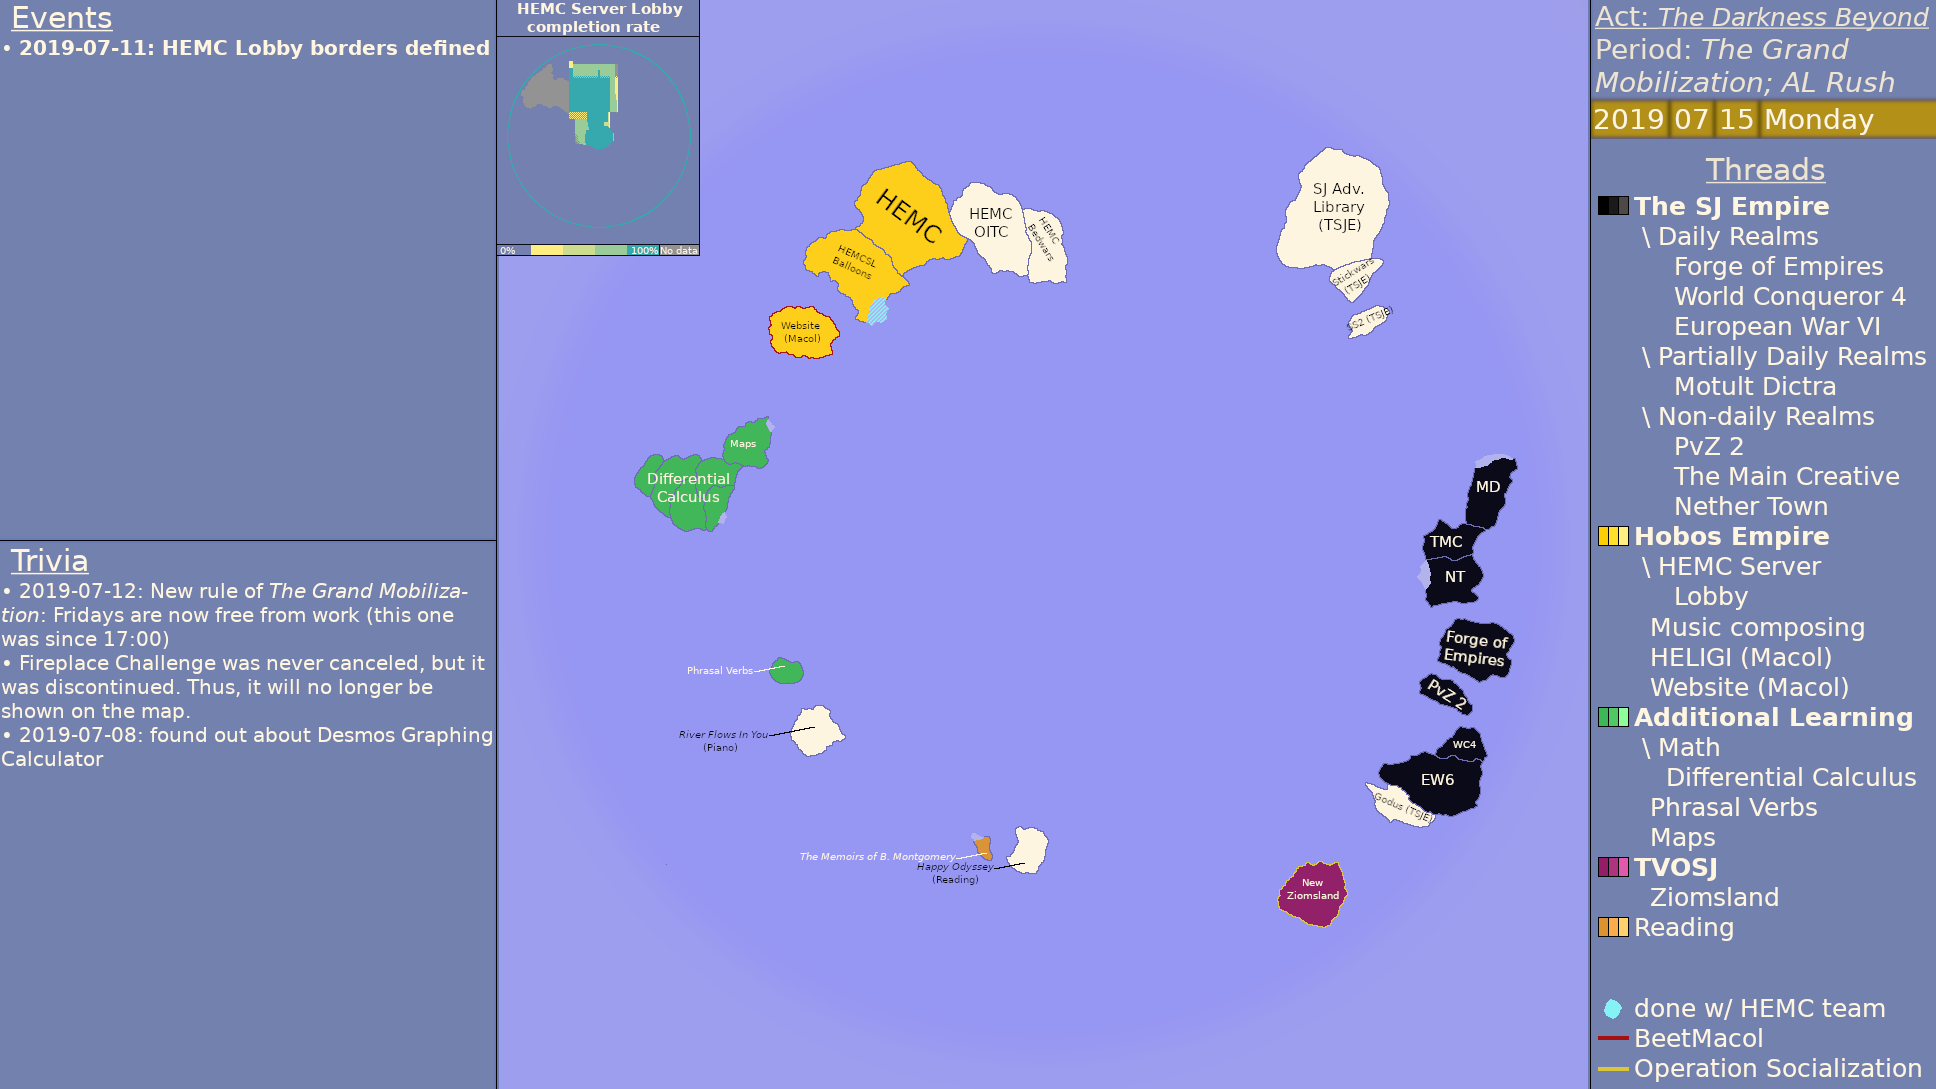 Events
• 2019-07-11: HEMC Lobby borders defined
Trivia
• 2019-07-12: New rule of The Grand Mobiliza-
tion: Fridays are now free from work (this one
was since 17:00)
• Fireplace Challenge was never canceled, but it
was discontinued. Thus, it will no longer be
shown on the map.
• 2019-07-08: found out about Desmos Graphing
Calculator
HEMC Server Lobby
completion rate
0% 100% No data
HEMC
HEMCSL
Balloons
HEMC
OITC
HEMC
Bedwars
Website
(Macol)
SJ Adv.
Library
(TSJE)
Stickwars
(TSJE)
SS2 (TSJE)
Maps
Differential
Calculus
MD
TMC
NT
Forge of
Empires
PvZ 2
WC4
EW6
Godus (TSJE)
Phrasal Verbs
River Flows In You
(Piano)
The Memoirs of B. Montgomery
Happy Odyssey
(Reading)
New
Ziomsland
Act: The Darkness Beyond
Period: The Grand
Mobilization; AL Rush
2019 07 15 Monday
Threads
The SJ Empire
\ Daily Realms
Forge of Empires
World Conqueror 4
European War VI
\ Partially Daily Realms
Motult Dictra
\ Non-daily Realms
PvZ 2
The Main Creative
Nether Town
Hobos Empire
\ HEMC Server
Lobby
Music composing
HELIGI (Macol)
Website (Macol)
Additional Learning
\ Math
Differential Calculus
Phrasal Verbs
Maps
TVOSJ
Ziomsland
Reading
done w/ HEMC team
BeetMacol
Operation Socialization